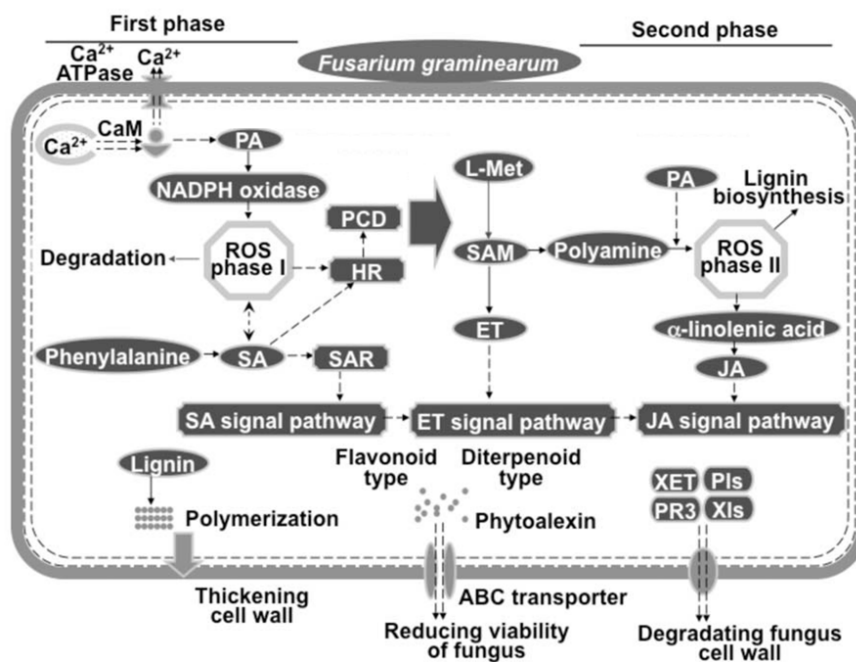 First phase
Second phase
Fusarium graminearum
Ca2+
ATPase
Ca2+
CaM
Ca2+
PA
NADPH oxidase
PCD
ROS
phase I
Degradation
HR
Phenylalanine
SA
SAR
L-Met
SAM
Polyamine
PA
Lignin
biosynthesis
ROS
phase II
ET
α-linolenic acid
JA
SA signal pathway
ET signal pathway
JA signal pathway
Lignin
Polymerization
Thickening
cell wall
Flavonoid
type
Diterpenoid
type
Phytoalexin
ABC transporter
Reducing viability
of fungus
XET
PIs
PR3
XIs
Degradating fungus
cell wall